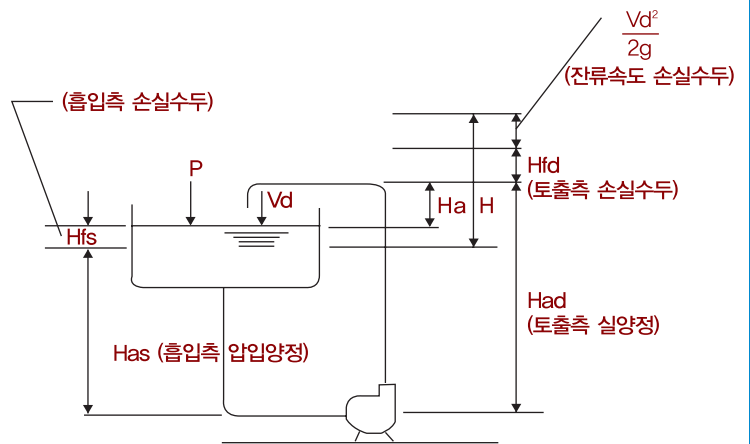 Vd²
2g
(잔류속도 손실수두)
(흡입측 손실수두)
P
Vd
Hfs
Ha H
Hfd
(토출측 손실수두)
Had
(토출측 실양정)
Has (흡입측 압입양정)